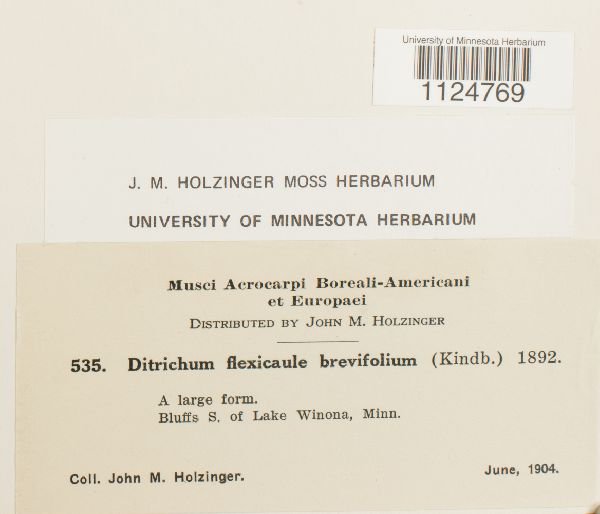 University of Minnesota Herbarium
1124769
J. M. HOLZINGER MOSS HERBARIUM
UNIVERSITY OF MINNESOTA HERBARIUM
Musci Acrocarpi Boreali-Americani
et Europaei
DISTRIBUTED BY JOHN M. HOLZINGER
535. Ditrichum flexicaule brevifolium (Kindb.) 1892.
A large form.
Bluffs S. of Lake Winona, Minn.
Coll. John M. Holzinger. June, 1904.